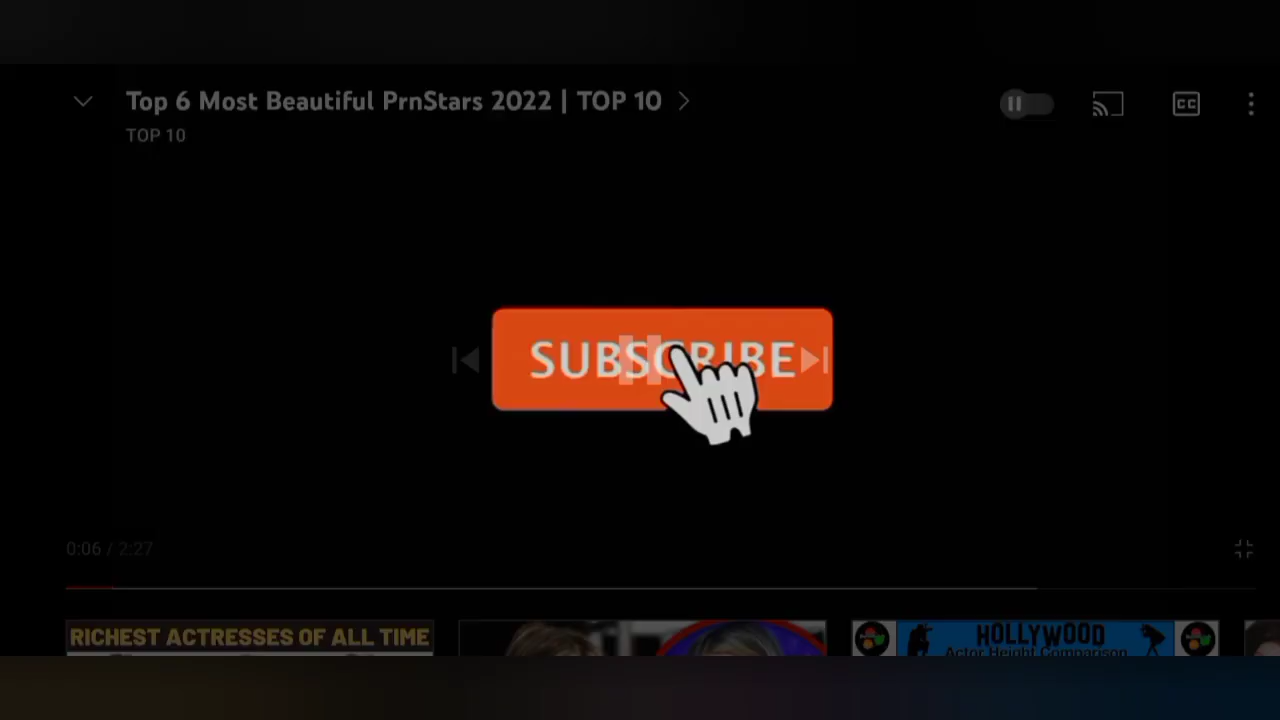 Top 6 Most Beautiful PrnStars 2022 | TOP 10
TOP 10
CC
SUBSCRIBE
0:06 / 2:27
RICHEST ACTRESSES OF ALL TIME
HOLLYWOOD
Actor Height Comparison